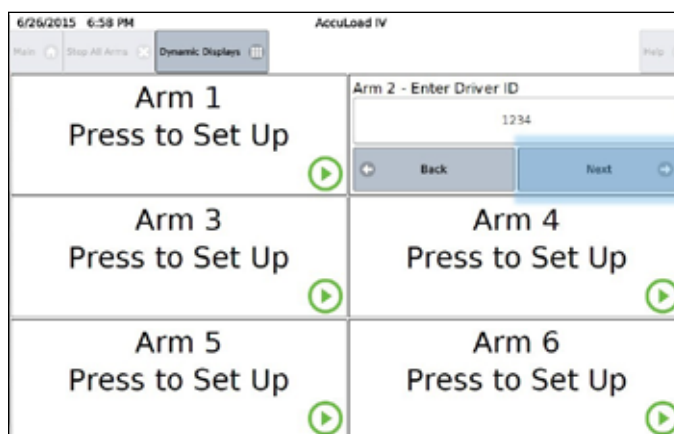 6/26/2015 6:58 PM AccuLoad IV
Main Stop All Arms Dynamic Displays Help
Arm 1
Press to Set Up
Arm 2 - Enter Driver ID
1234
Back Next
Arm 3
Press to Set Up
Arm 4
Press to Set Up
Arm 5
Press to Set Up
Arm 6
Press to Set Up